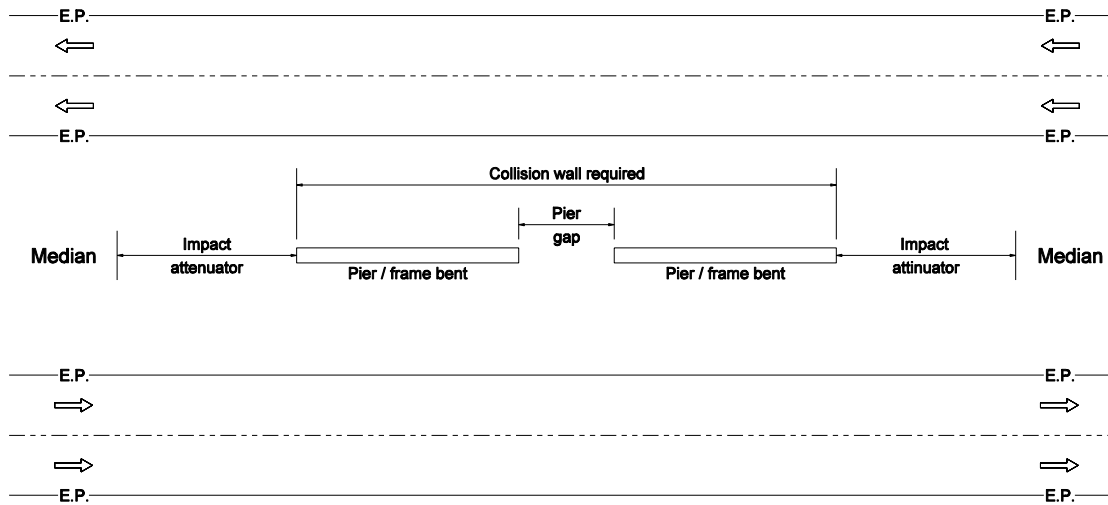 E.P. E.P.
E.P. E.P.
Collision wall required
Pier
gap
Median Impact Impact Median
attenuator attinuator
Pier / frame bent Pier / frame bent
E.P. E.P.
E.P. E.P.